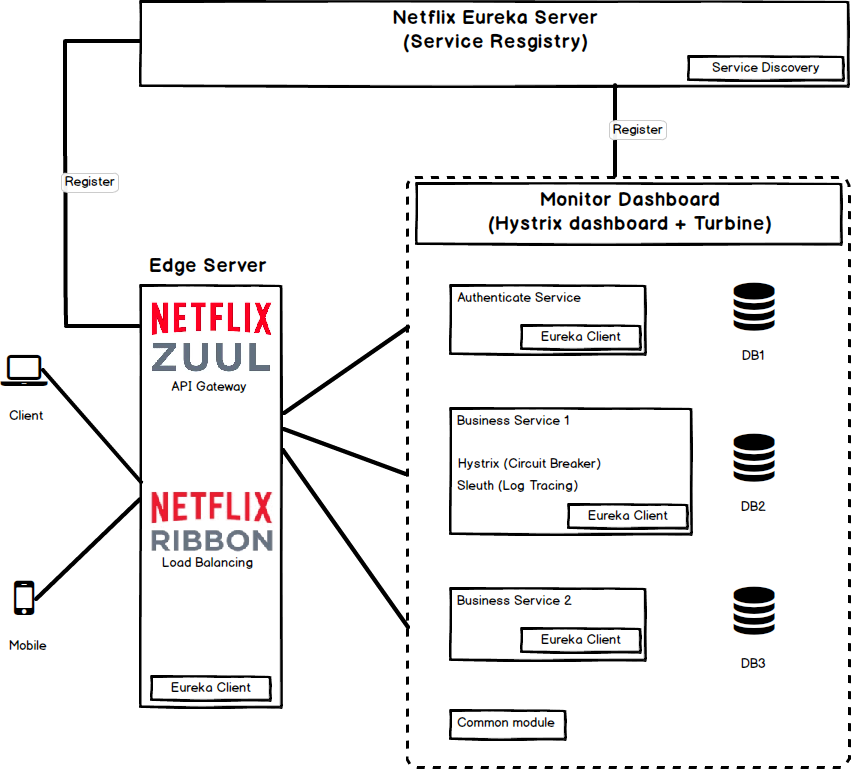 Netflix Eureka Server
(Service Resgistry)
Service Discovery
Register
Register
Monitor Dashboard
(Hystrix dashboard + Turbine)
Edge Server
NETFLIX
ZUUL
API Gateway
Client
NETFLIX
RIBBON
Load Balancing
Mobile
Eureka Client
Authenticate Service
Eureka Client
DB1
Business Service 1
Hystrix (Circuit Breaker)
Sleuth (Log Tracing)
Eureka Client
DB2
Business Service 2
Eureka Client
DB3
Common module